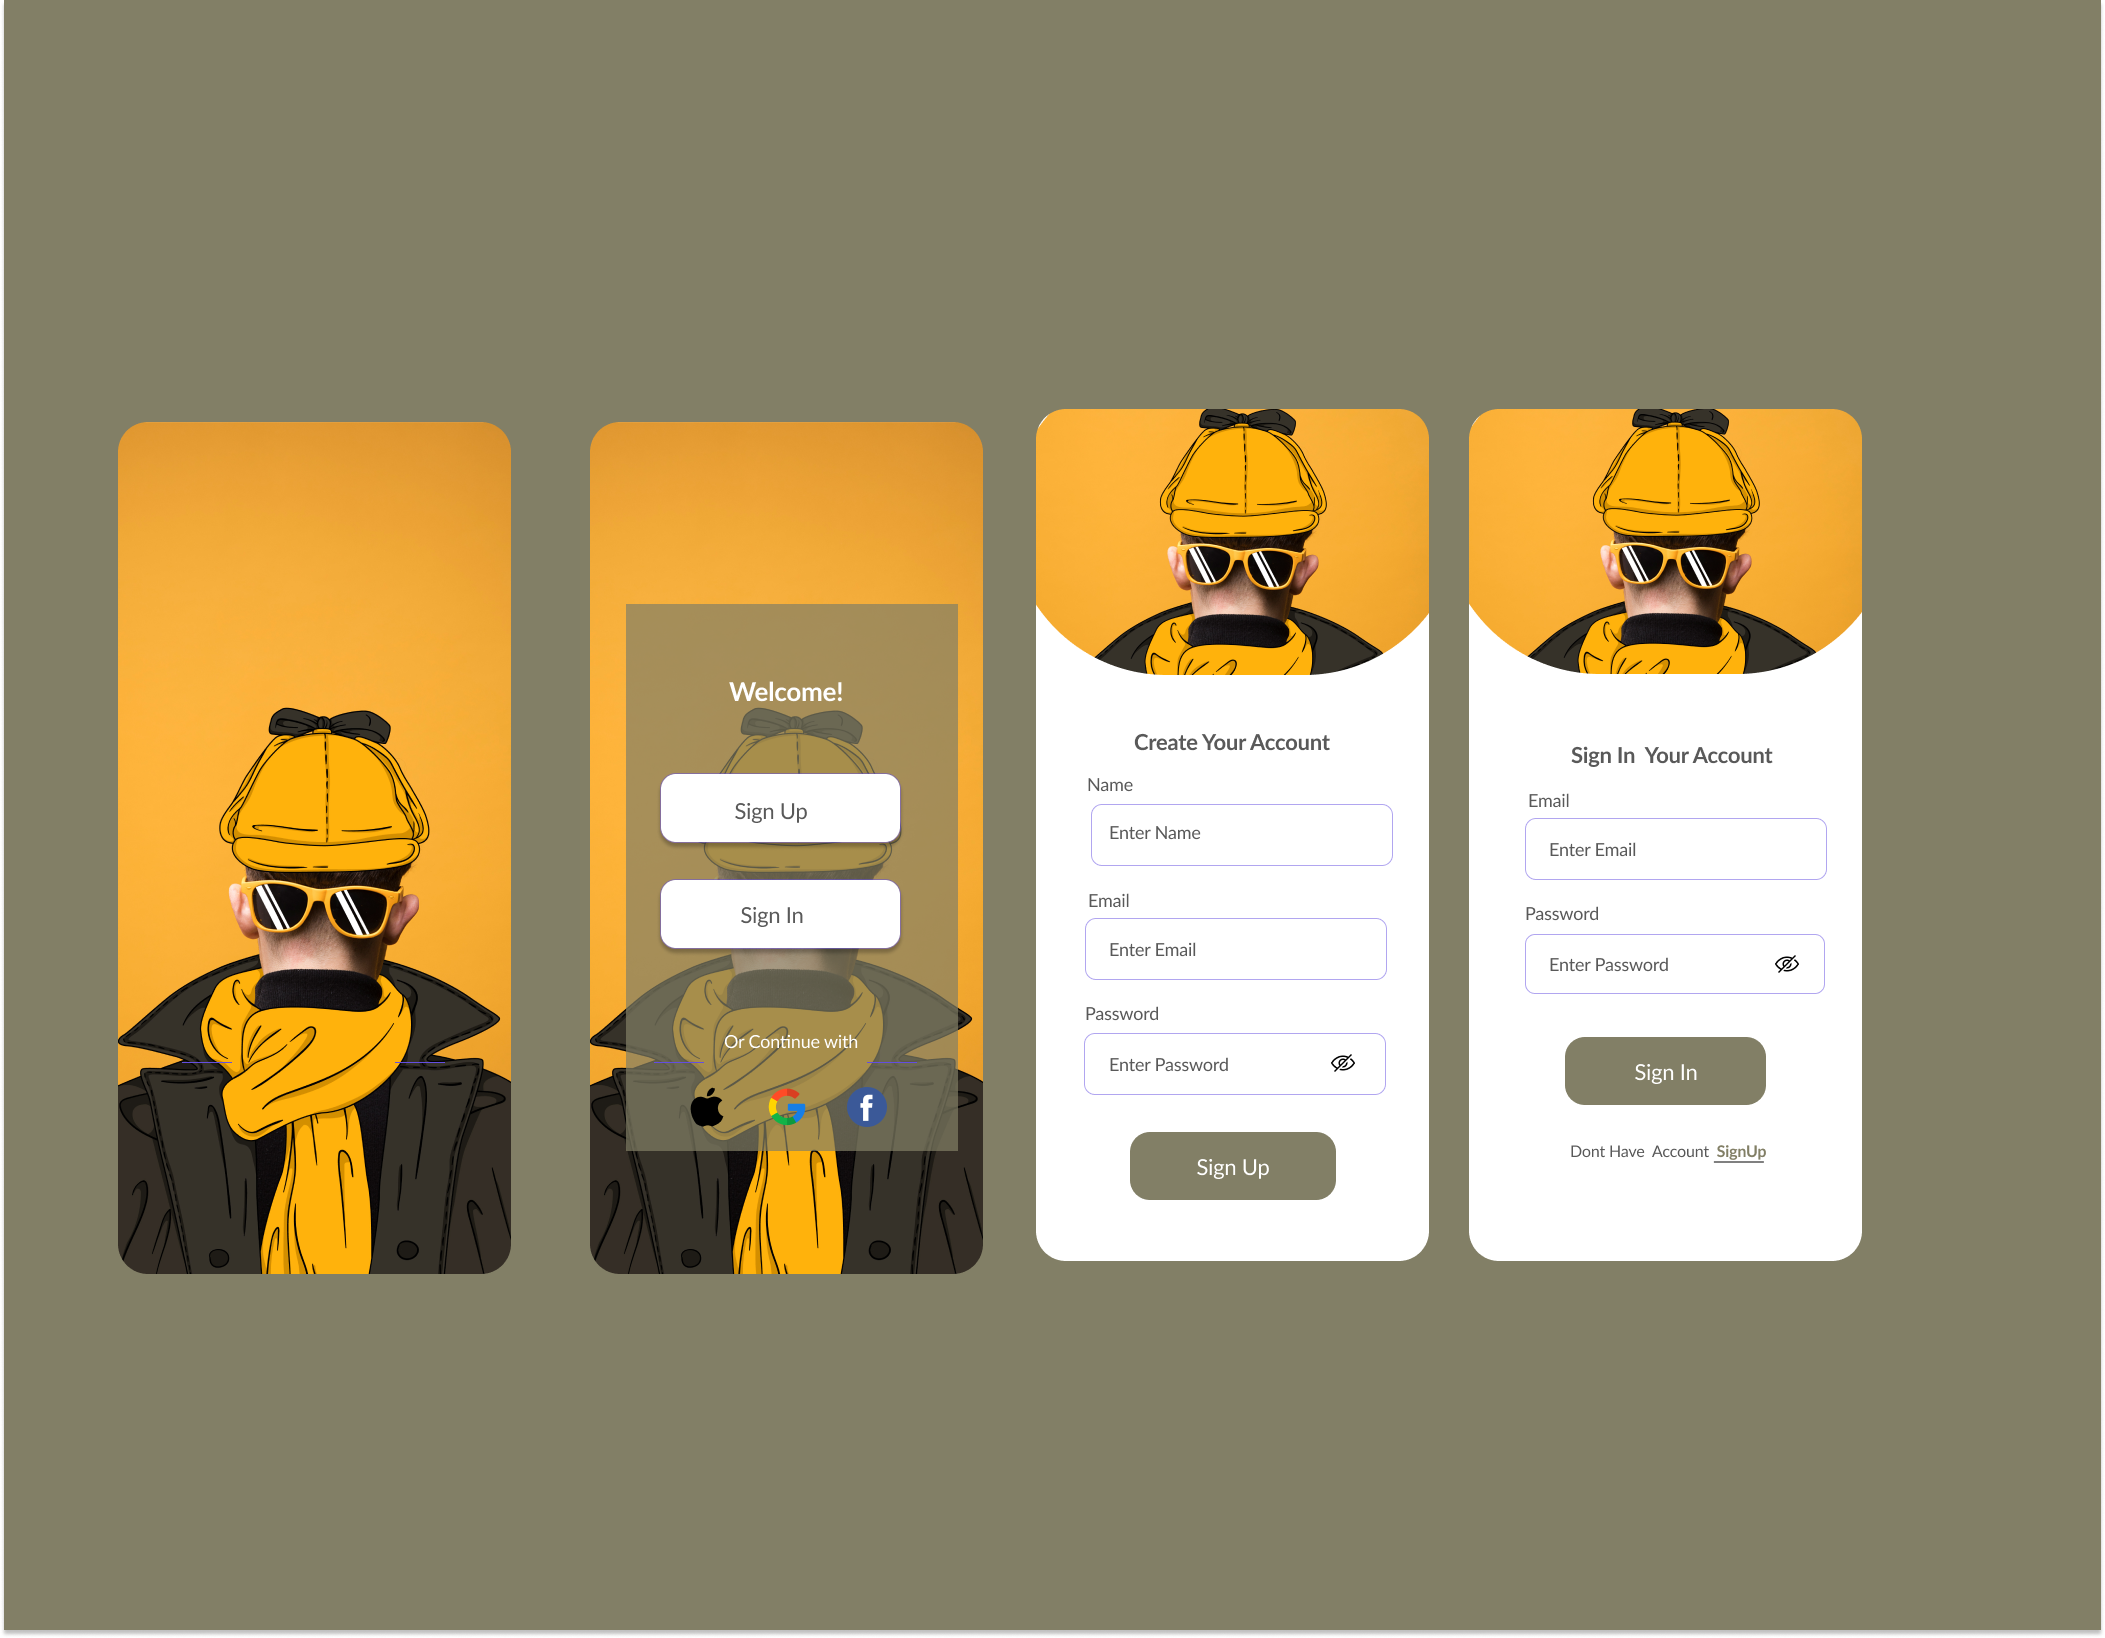 Welcome!
Sign Up
Sign In
Or Continue with
Create Your Account
Name
Enter Name
Email
Enter Email
Password
Enter Password
Sign Up
Sign In  Your Account
Email
Enter Email
Password
Enter Password
Sign In
Dont Have  Account SignUp